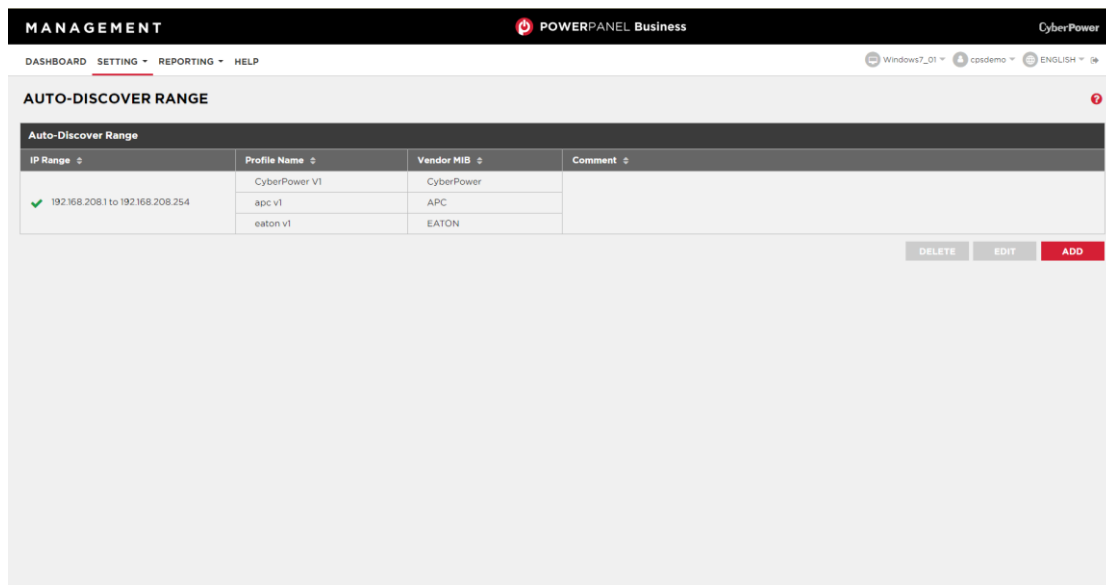 MANAGEMENT POWERPANEL Business CyberPower
DASHBOARD SETTING REPORTING HELP Windows7_01 cpsdemo ENGLISH
AUTO-DISCOVER RANGE ?
Auto-Discover Range
IP Range Profile Name Vendor MIB Comment
CyberPower V1 CyberPower
192.168.208.1 to 192.168.208.254 apc v1 APC
eaton v1 EATON
DELETE EDIT ADD